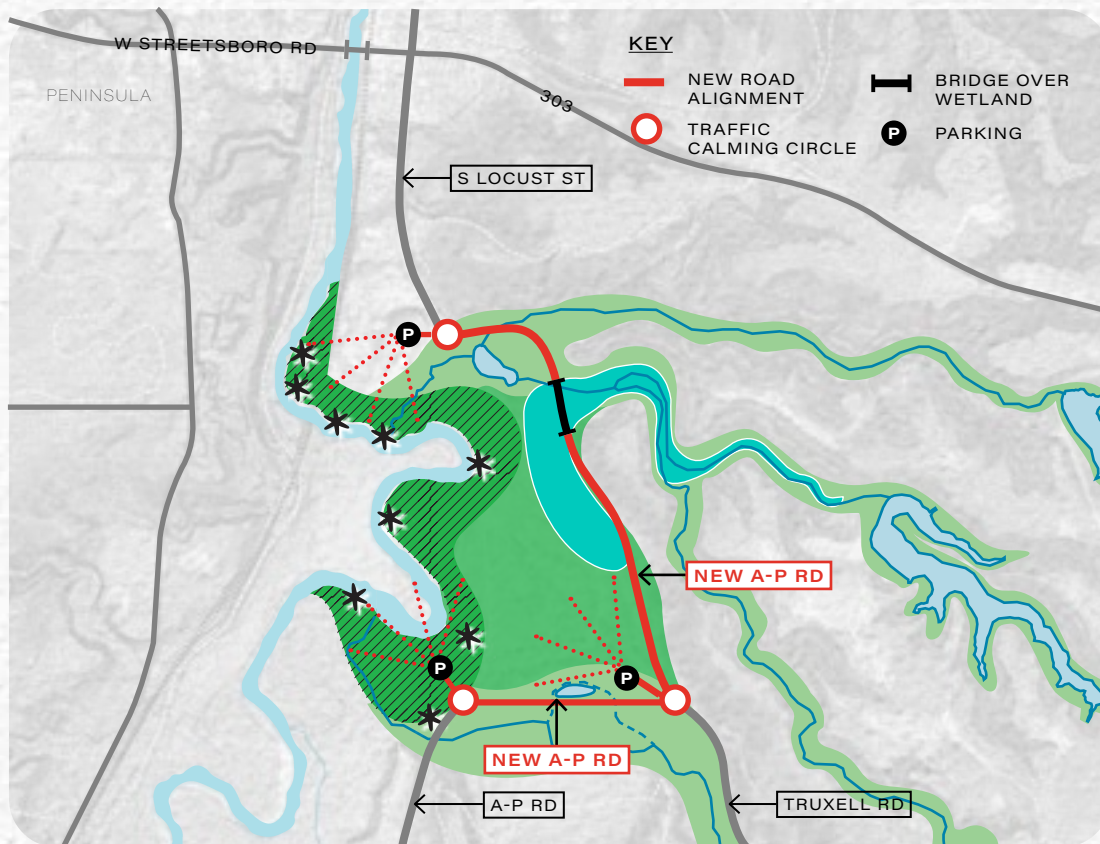 W STREETSBORO RD
PENINSULA
303
KEY
NEW ROAD
ALIGNMENT
TRAFFIC
CALMING CIRCLE
BRIDGE OVER
WETLAND
P
PARKING
S LOCUST ST
P
NEW A-P RD
P
P
NEW A-P RD
A-P RD
TRUXELL RD